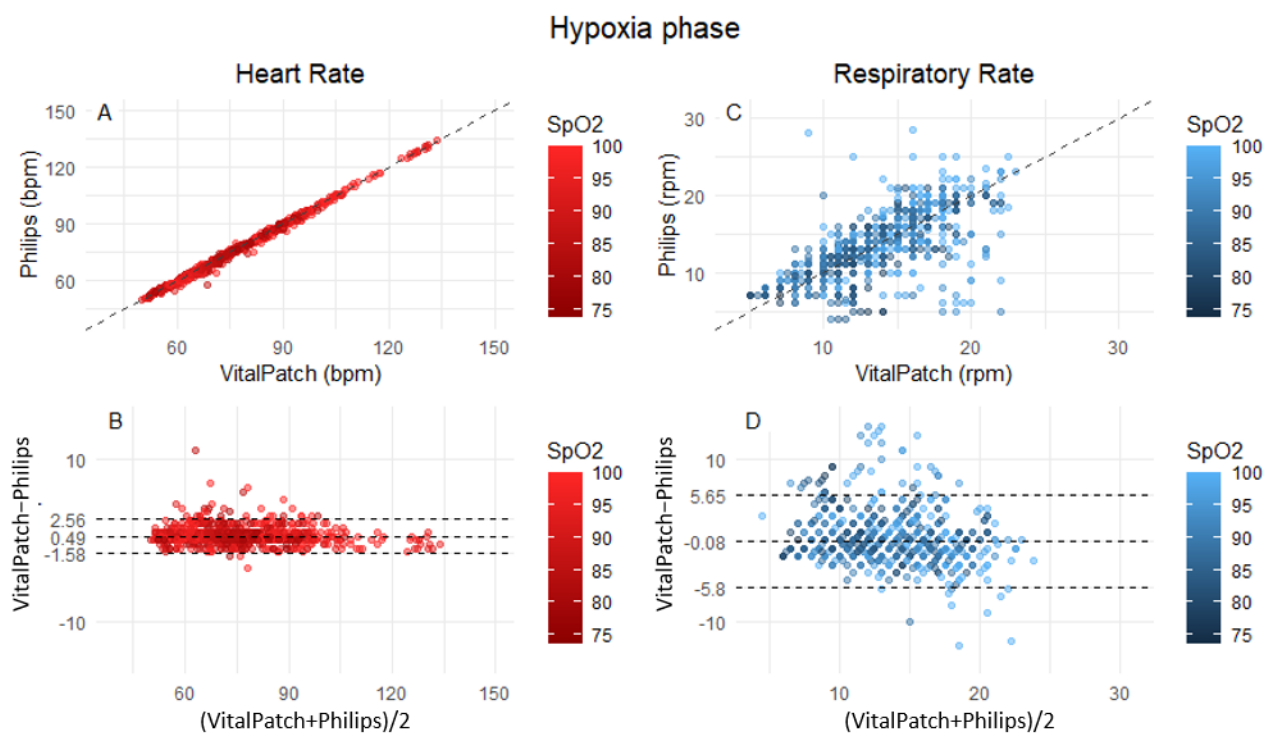 Hypoxia phase
Heart Rate
A
150
120
90
60
Philips (bpm)
60 90 120 150
VitalPatch (bpm)
SpO2
100
95
90
85
80
75
Respiratory Rate
C
30
20
10
Philips (rpm)
10 20 30
VitalPatch (rpm)
SpO2
100
95
90
85
80
75
B
10
2.56
0.49
-1.58
-10
VitalPatch−Philips
60 90 120 150
(VitalPatch+Philips)/2
SpO2
100
95
90
85
80
75
D
10
5.65
-0.08
-5.8
-10
VitalPatch−Philips
10 20 30
(VitalPatch+Philips)/2
SpO2
100
95
90
85
80
75